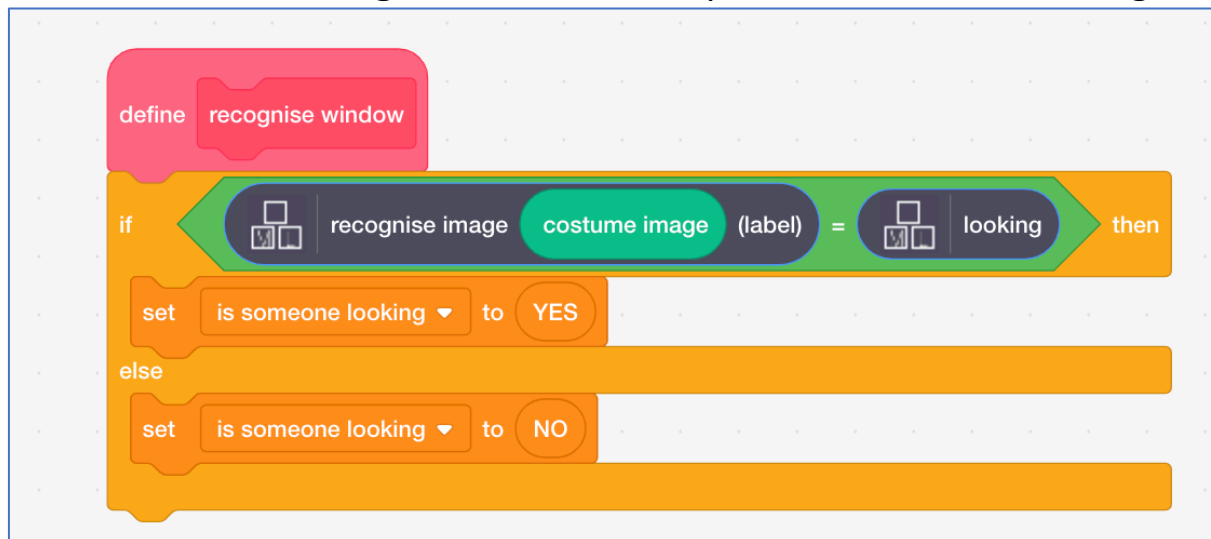 define recognise window
if recognise image costume image (label) = looking then
set is someone looking to YES
else
set is someone looking to NO